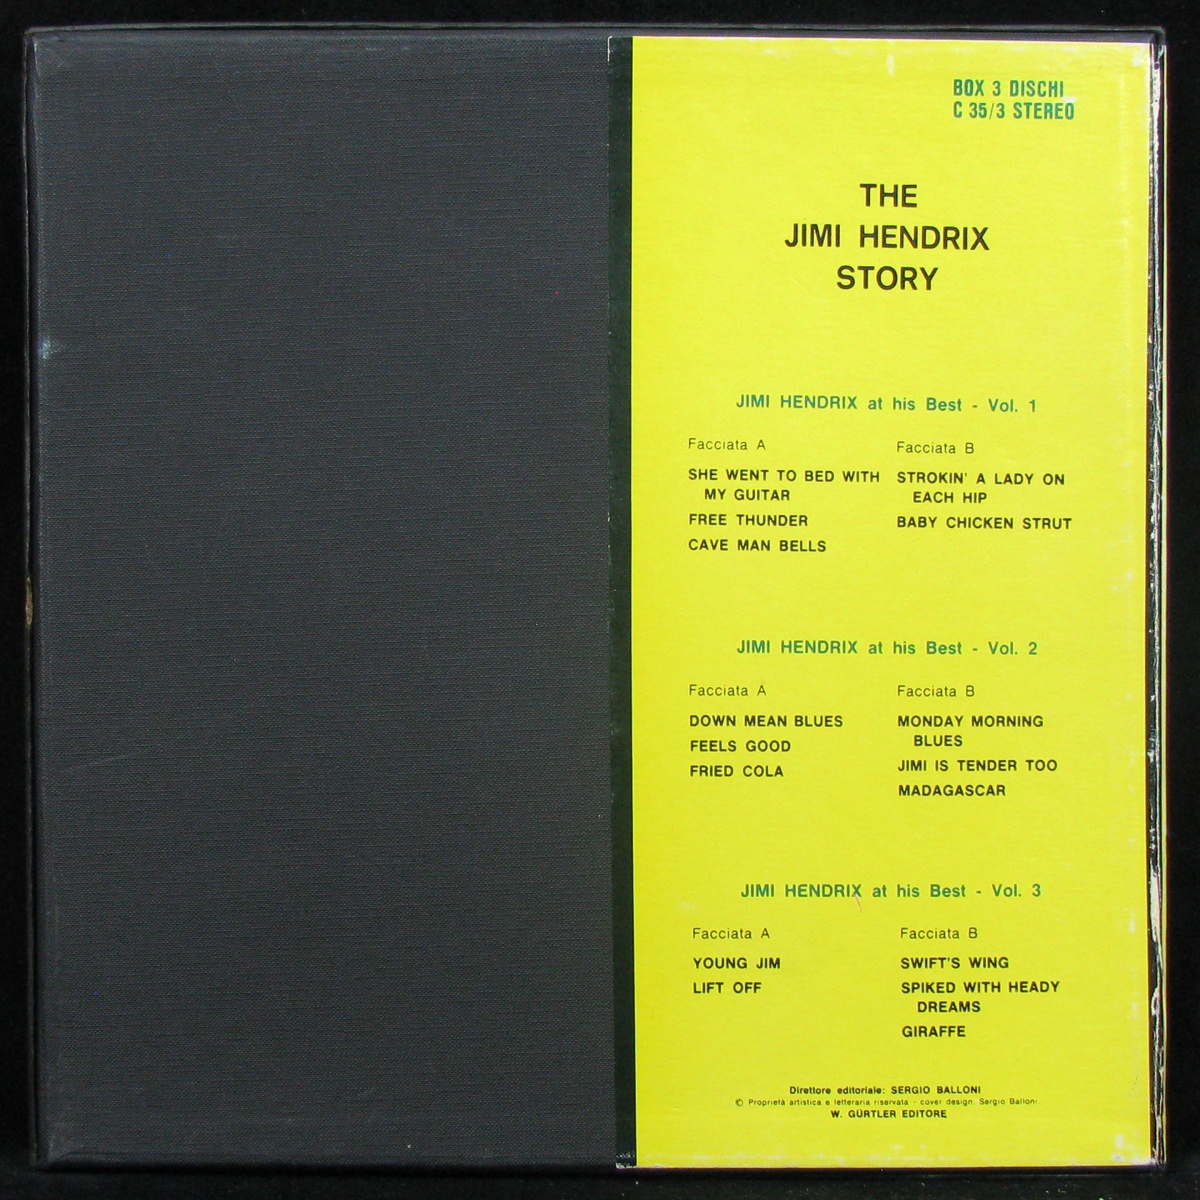 BOX 3 DISCHI
C 35/3 STEREO
THE
JIMI HENDRIX
STORY
JIMI HENDRIX at his Best - Vol. 1
Facciata A
SHE WENT TO BED WITH
MY GUITAR
FREE THUNDER
CAVE MAN BELLS
Facciata B
STROKIN' A LADY ON
EACH HIP
BABY CHICKEN STRUT
JIMI HENDRIX at his Best - Vol. 2
Facciata A
DOWN MEAN BLUES
FEELS GOOD
FRIED COLA
Facciata B
MONDAY MORNING
BLUES
JIMI IS TENDER TOO
MADAGASCAR
JIMI HENDRIX at his Best - Vol. 3
Facciata A
YOUNG JIM
LIFT OFF
Facciata B
SWIFT'S WING
SPIKED WITH HEADY
DREAMS
GIRAFFE
Direttore editoriale: SERGIO BALLONI
© Proprietà artistica e letteraria riservata - cover design: Sergio Balloni.
W. GÜRTLER EDITORE